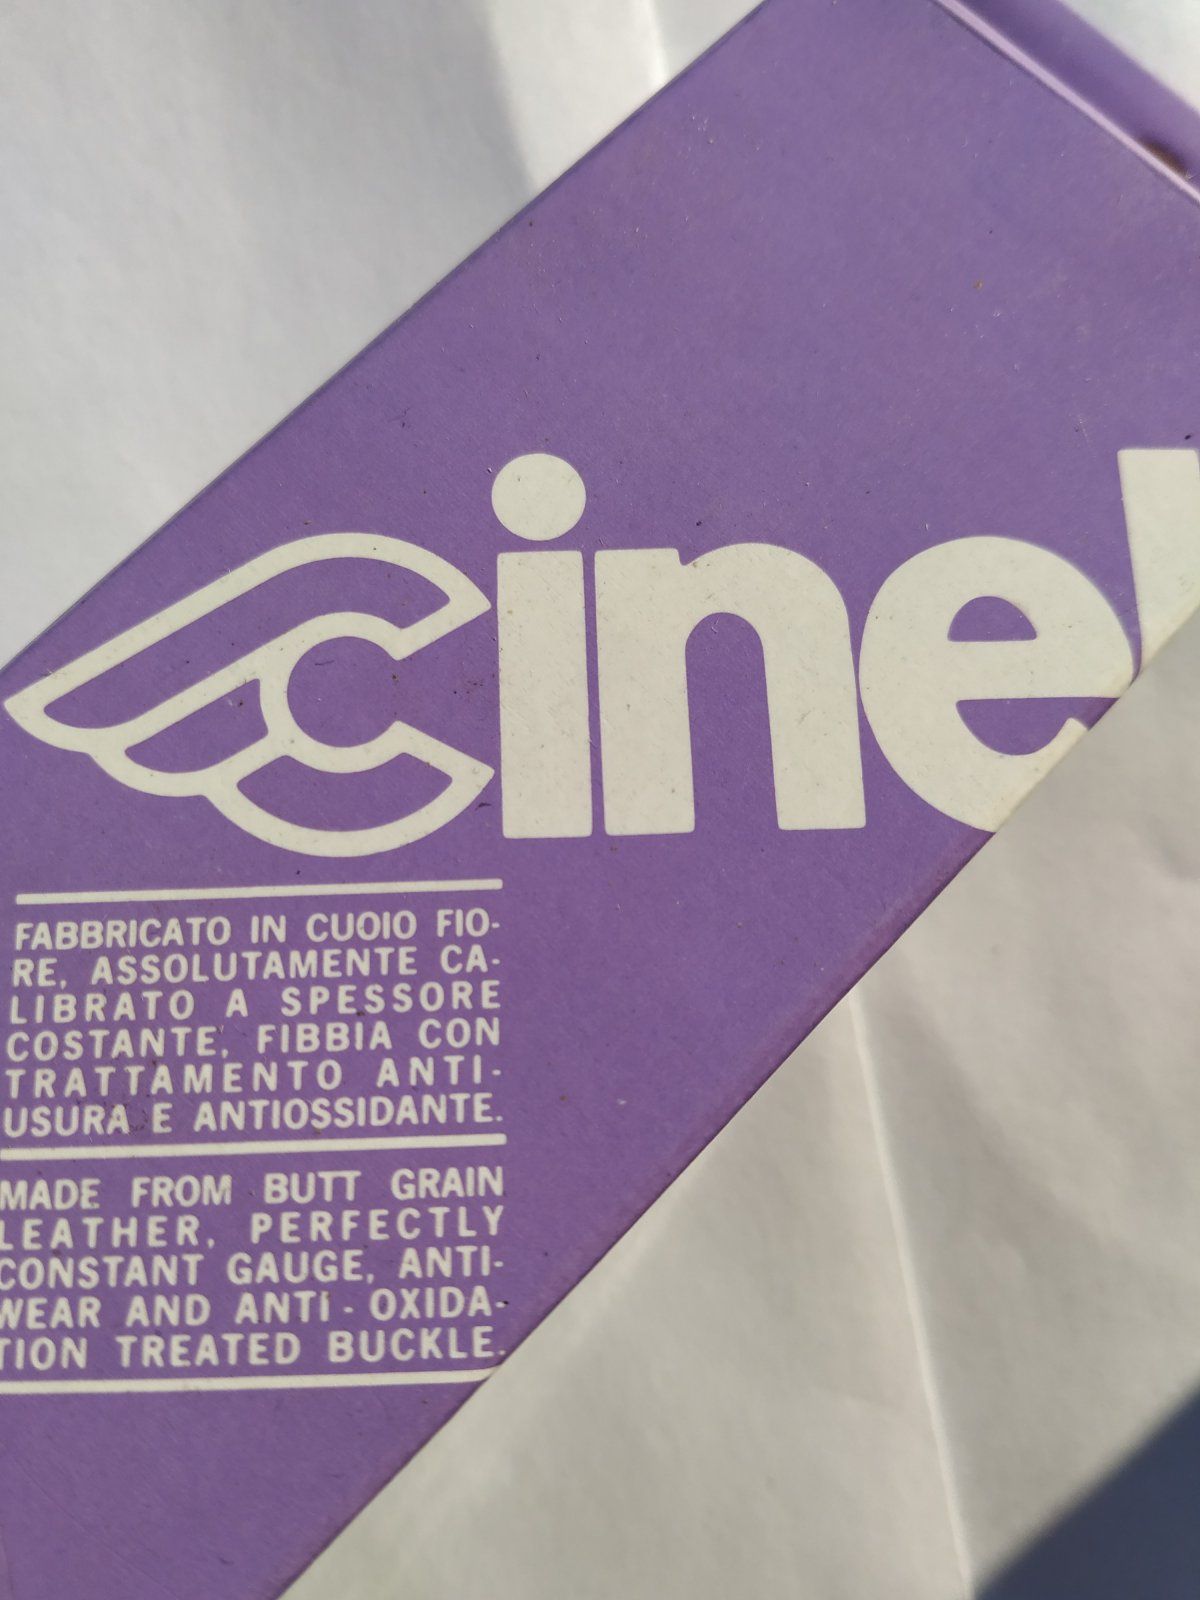 Cinel
FABBRICATO IN CUOIO FIO-
RE, ASSOLUTAMENTE CA-
LIBRATO A SPESSORE
COSTANTE, FIBBIA CON
TRATTAMENTO ANTI-
USURA E ANTIOSSIDANTE.
MADE FROM BUTT GRAIN
LEATHER, PERFECTLY
CONSTANT GAUGE, ANTI-
WEAR AND ANTI - OXIDA-
TION TREATED BUCKLE.